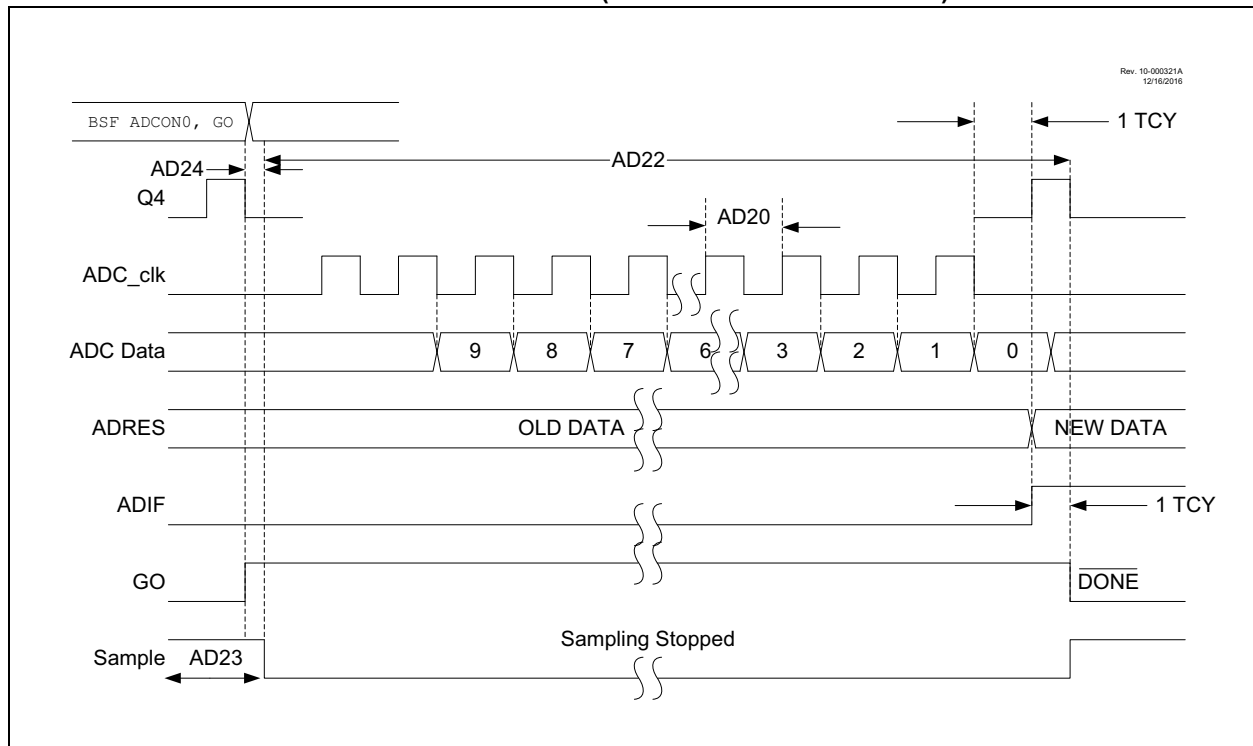 Rev. 10-000321A
12/16/2016
BSF ADCON0, GO
1 TCY
AD24
AD22
Q4
AD20
ADC_clk
ADC Data
9 8 7 6 3 2 1 0
ADRES
OLD DATA
NEW DATA
ADIF
1 TCY
GO
DONE
Sampling Stopped
Sample
AD23